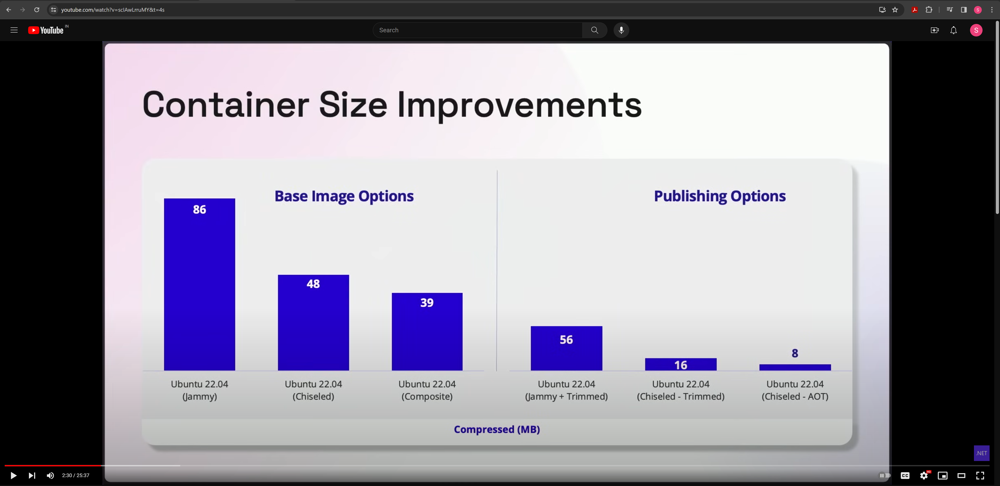 youtube.com/watch?v=sclAwLrruMY&t=4s
S
YouTube
IN
Search
S
Container Size Improvements
Base Image Options
Publishing Options
86
48
39
56
16
8
Ubuntu 22.04
(Jammy)
Ubuntu 22.04
(Chiseled)
Ubuntu 22.04
(Composite)
Ubuntu 22.04
(Jammy + Trimmed)
Ubuntu 22.04
(Chiseled - Trimmed)
Ubuntu 22.04
(Chiseled - AOT)
Compressed (MB)
.NET
2:30 / 25:37
CC
HD